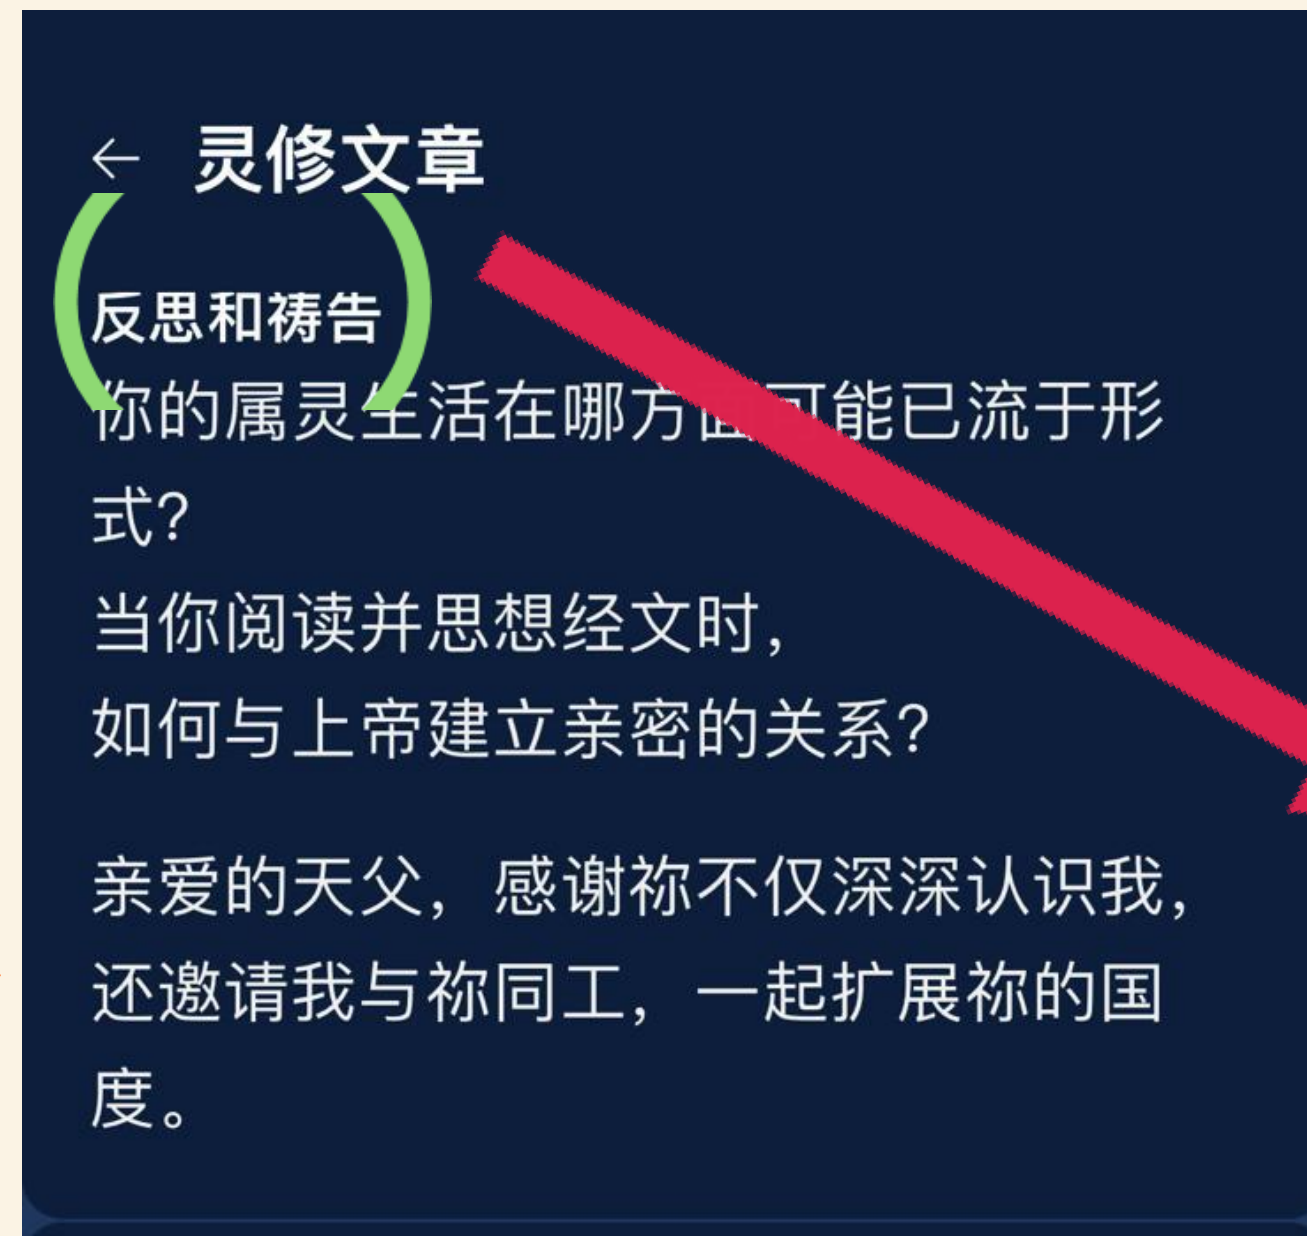 灵修文章
反思和祷告
你的属灵生活在哪方面可能已流于形
式？
当你阅读并思想经文时，
如何与上帝建立亲密的关系？
亲爱的天父，感谢祢不仅深深认识我，
还邀请我与祢同工，一起扩展祢的国
度。